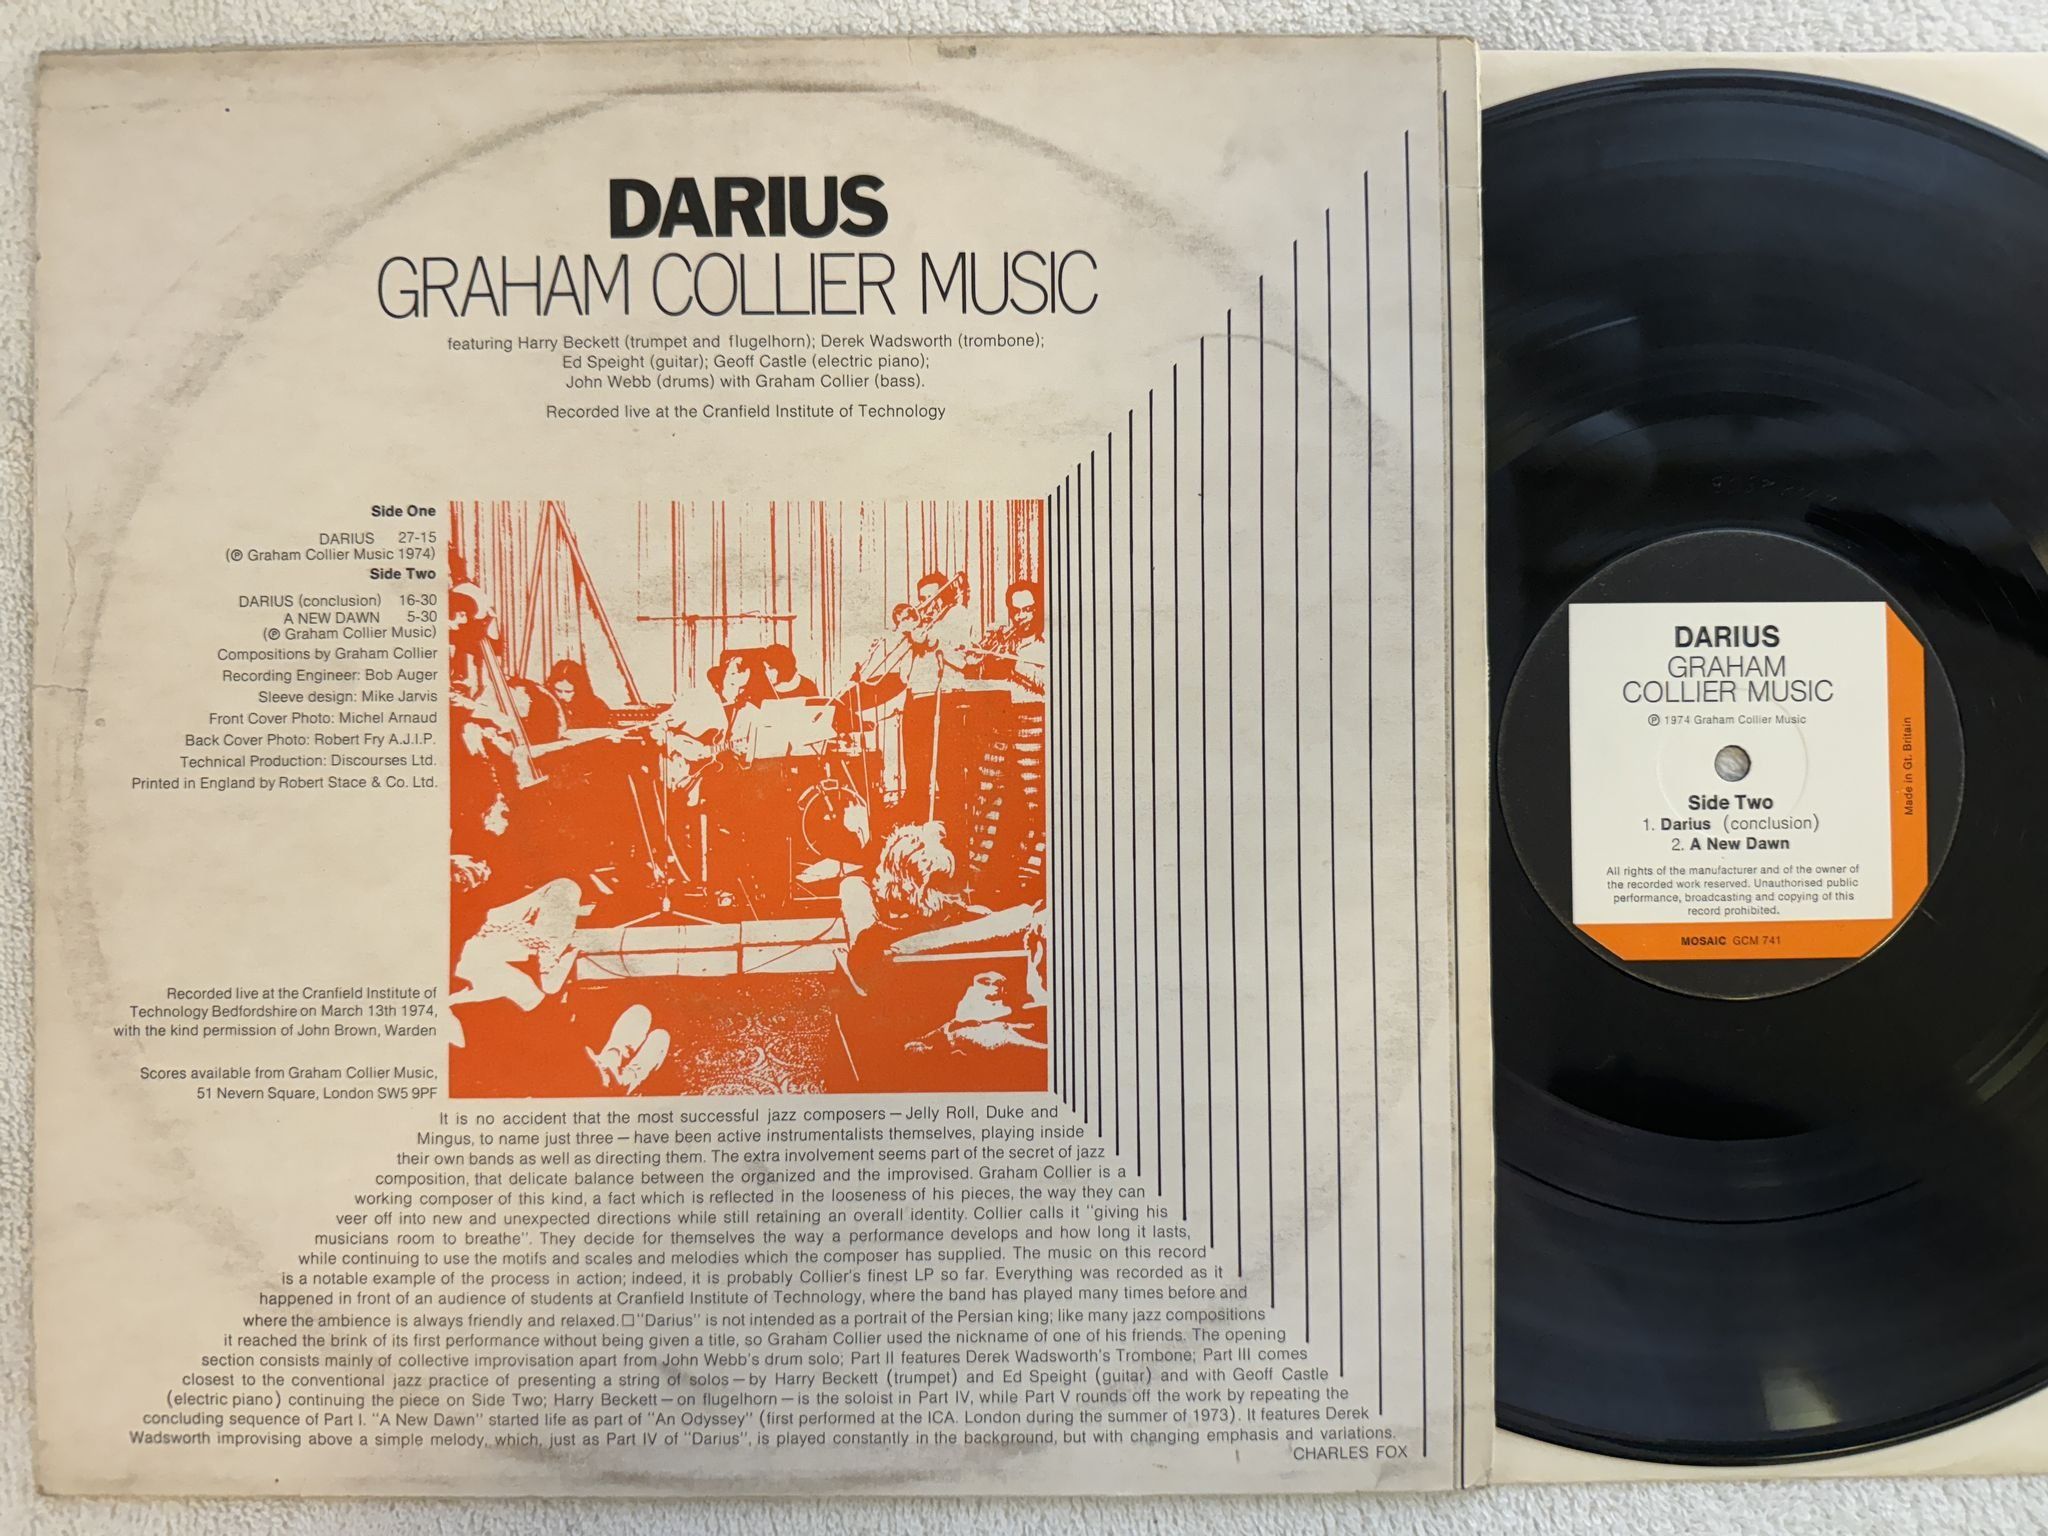 DARIUS
GRAHAM COLLIER MUSIC
featuring Harry Beckett (trumpet and flugelhorn); Derek Wadsworth (trombone);
Ed Speight (guitar); Geoff Castle (electric piano);
John Webb (drums) with Graham Collier (bass).
Recorded live at the Cranfield Institute of Technology
Side One
DARIUS 27-15
(℗ Graham Collier Music 1974)
Side Two
DARIUS (conclusion) 16-30
A NEW DAWN 5-30
(℗ Graham Collier Music)
Compositions by Graham Collier
Recording Engineer: Bob Auger
Sleeve design: Mike Jarvis
Front Cover Photo: Michel Arnaud
Back Cover Photo: Robert Fry A.J.I.P.
Technical Production: Discourses Ltd.
Printed in England by Robert Stace & Co. Ltd.
Recorded live at the Cranfield Institute of
Technology Bedfordshire on March 13th 1974,
with the kind permission of John Brown, Warden
Scores available from Graham Collier Music,
51 Nevern Square, London SW5 9PF
It is no accident that the most successful jazz composers — Jelly Roll, Duke and
Mingus, to name just three — have been active instrumentalists themselves, playing inside
their own bands as well as directing them. The extra involvement seems part of the secret of jazz
composition, that delicate balance between the organized and the improvised. Graham Collier is a
working composer of this kind, a fact which is reflected in the looseness of his pieces, the way they can
veer off into new and unexpected directions while still retaining an overall identity. Collier calls it "giving his
musicians room to breathe". They decide for themselves the way a performance develops and how long it lasts,
while continuing to use the motifs and scales and melodies which the composer has supplied. The music on this record
is a notable example of the process in action; indeed, it is probably Collier's finest LP so far. Everything was recorded as it
happened in front of an audience of students at Cranfield Institute of Technology, where the band has played many times before and
where the ambience is always friendly and relaxed.□"Darius" is not intended as a portrait of the Persian king; like many jazz compositions
it reached the brink of its first performance without being given a title, so Graham Collier used the nickname of one of his friends. The opening
section consists mainly of collective improvisation apart from John Webb's drum solo; Part II features Derek Wadsworth's Trombone; Part III comes
closest to the conventional jazz practice of presenting a string of solos — by Harry Beckett (trumpet) and Ed Speight (guitar) and with Geoff Castle
(electric piano) continuing the piece on Side Two; Harry Beckett — on flugelhorn — is the soloist in Part IV, while Part V rounds off the work by repeating the
concluding sequence of Part I. "A New Dawn" started life as part of "An Odyssey" (first performed at the ICA. London during the summer of 1973). It features Derek
Wadsworth improvising above a simple melody, which, just as Part IV of "Darius", is played constantly in the background, but with changing emphasis and variations.
CHARLES FOX
DARIUS
GRAHAM
COLLIER MUSIC
℗ 1974 Graham Collier Music
Side Two
1. Darius (conclusion)
2. A New Dawn
All rights of the manufacturer and of the owner of
the recorded work reserved. Unauthorised public
performance, broadcasting and copying of this
record prohibited.
MOSAIC GCM 741
Made in Gt. Britain